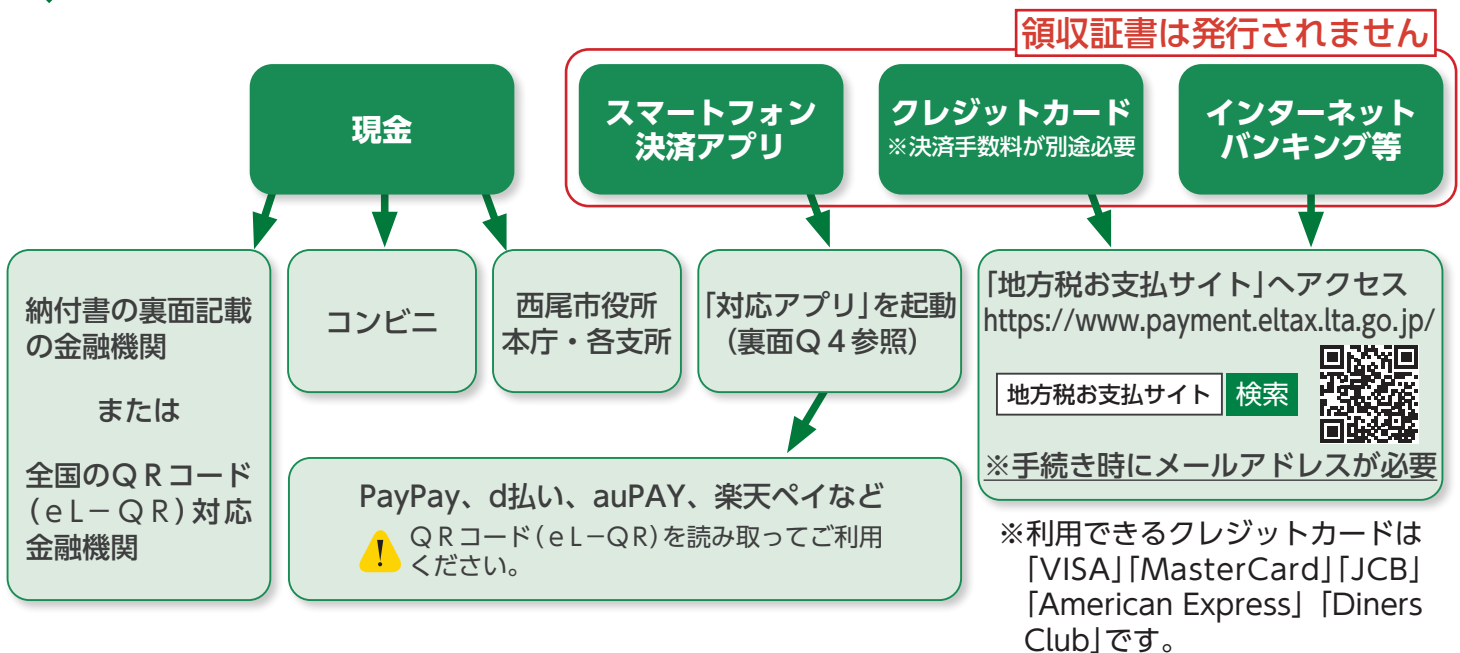 領収証書は発行されません
現金
スマートフォン
決済アプリ
クレジットカード
※決済手数料が別途必要
インターネット
バンキング等
納付書の裏面記載
の金融機関
または
全国のQRコード
(eL-QR)対応
金融機関
コンビニ
西尾市役所
本庁・各支所
「対応アプリ」を起動
(裏面Q4参照)
PayPay、d払い、auPAY、楽天ペイなど
QRコード(eL-QR)を読み取ってご利用
ください。
「地方税お支払サイト」へアクセス
https://www.payment.eltax.lta.go.jp/
地方税お支払サイト 検索
※手続き時にメールアドレスが必要
※利用できるクレジットカードは
「VISA」「MasterCard」「JCB」
「American Express」「Diners
Club」です。